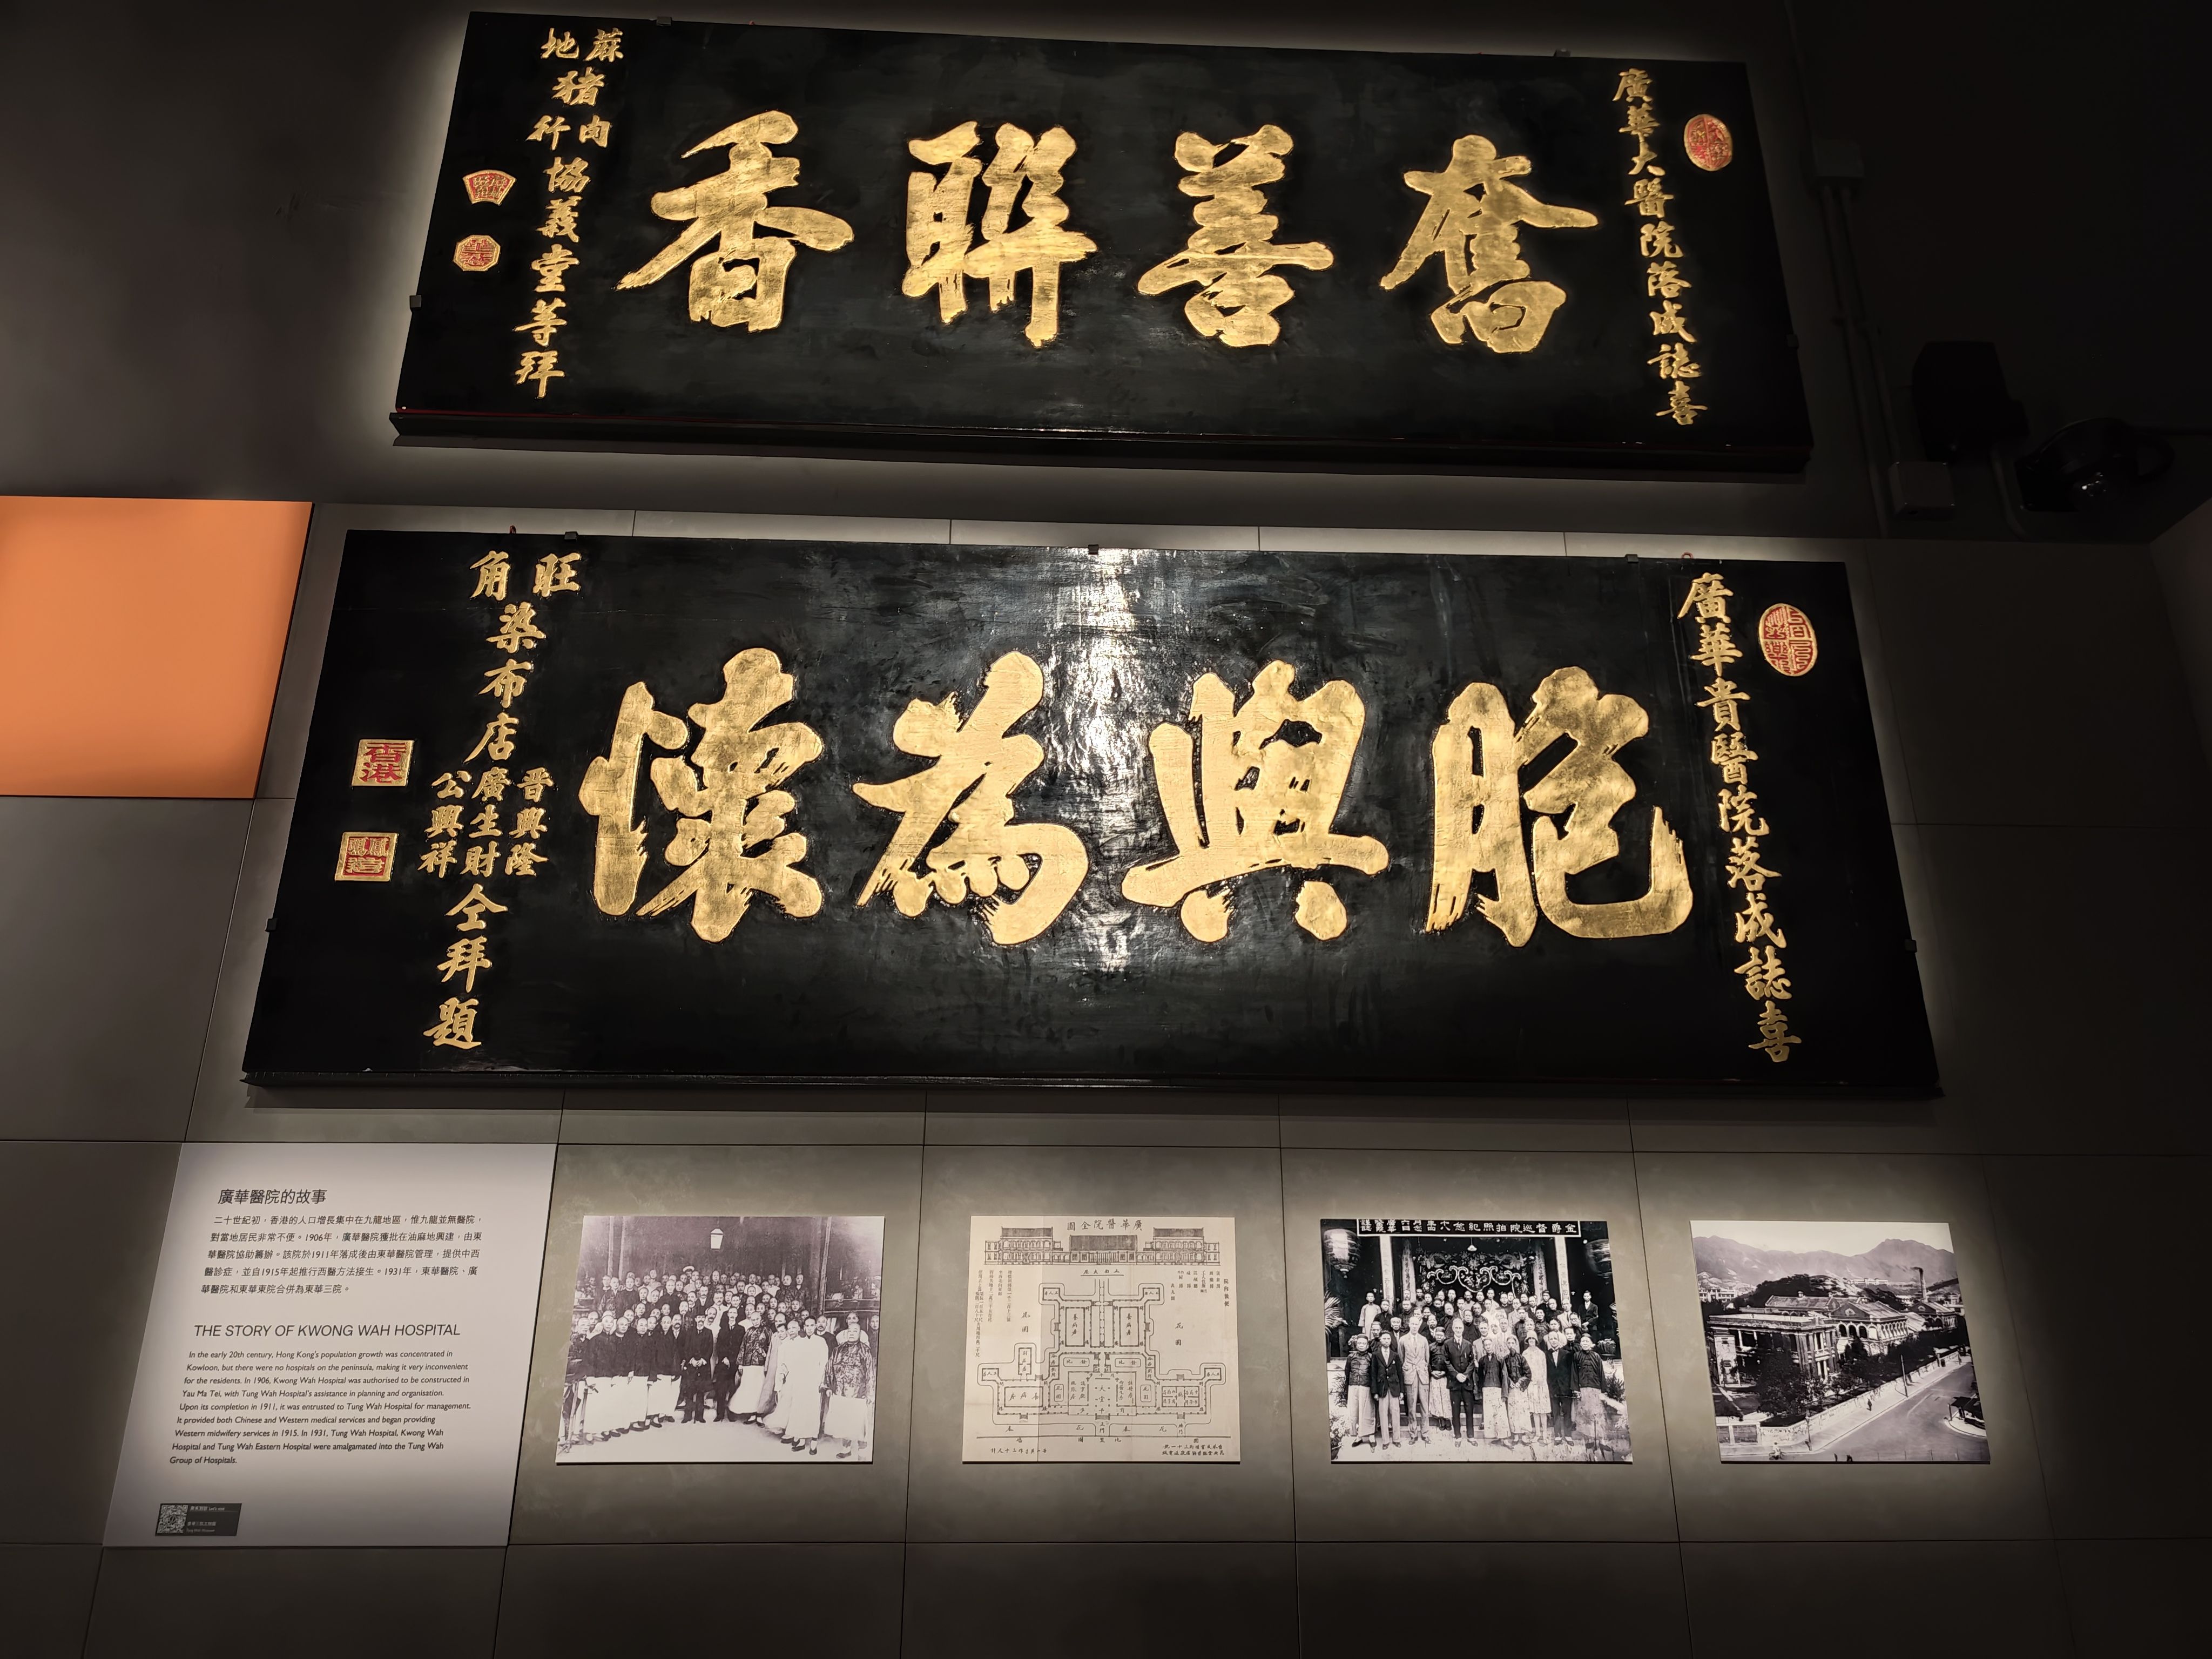 廣華大醫院落成誌喜
奮善聯香
蔴地
猪
肉行
協義堂等拜
廣華貴醫院落成誌喜
胞與為懷
旺角
染布店
晋興隆
廣生財
公興祥
仝拜題
香港
廣華醫院的故事
二十世紀初，香港的人口增長集中在九龍地區，惟九龍並無醫院，
對當地居民非常不便。1906年，廣華醫院獲批在油麻地興建，由東
華醫院協助籌辦。該院於1911年落成後由東華醫院管理，提供中西
醫診症，並自1915年起推行西醫方法接生。1931年，東華醫院、廣
華醫院和東華東院合併為東華三院。
THE STORY OF KWONG WAH HOSPITAL
In the early 20th century, Hong Kong's population growth was concentrated in
Kowloon, but there were no hospitals on the peninsula, making it very inconvenient
for the residents. In 1906, Kwong Wah Hospital was authorised to be constructed in
Yau Ma Tei, with Tung Wah Hospital's assistance in planning and organisation.
Upon its completion in 1911, it was entrusted to Tung Wah Hospital for management.
It provided both Chinese and Western medical services and began providing
Western midwifery services in 1915. In 1931, Tung Wah Hospital, Kwong Wah
Hospital and Tung Wah Eastern Hospital were amalgamated into the Tung Wah
Group of Hospitals.
圖全院醫華廣